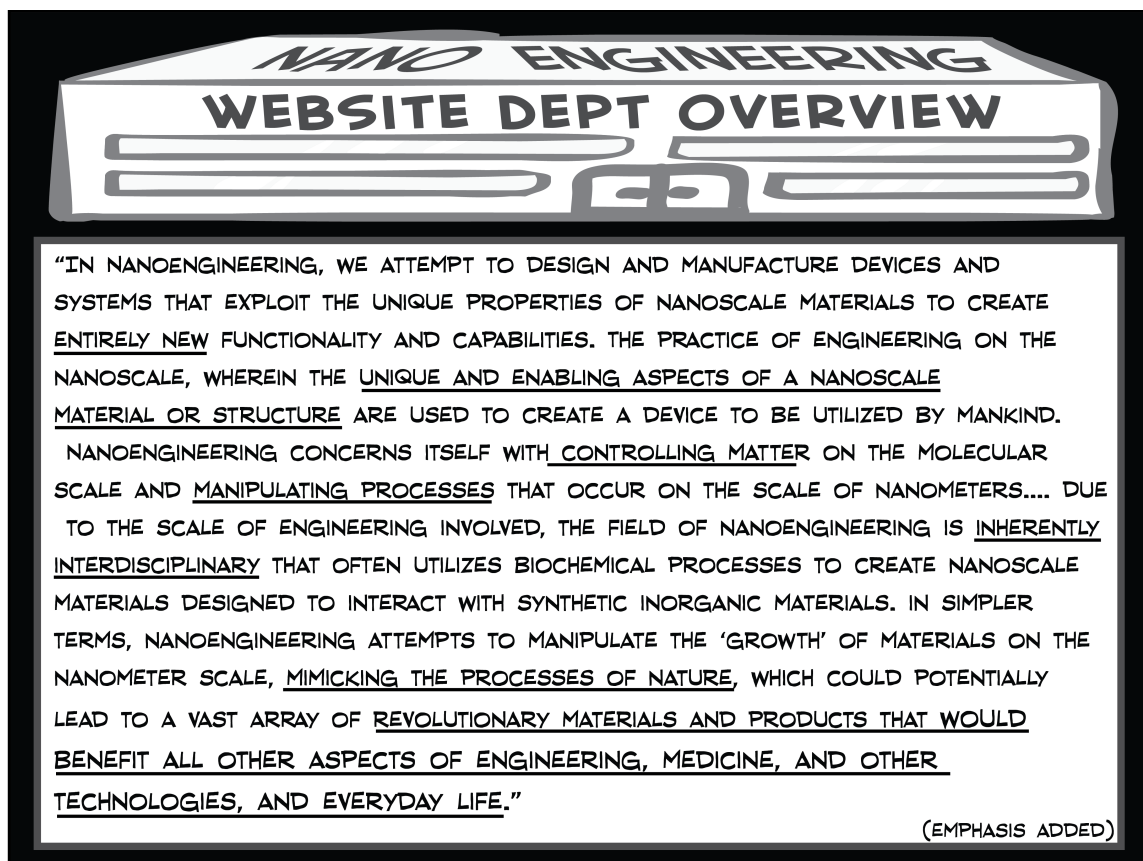 NANO ENGINEERING
WEBSITE DEPT OVERVIEW
“IN NANOENGINEERING, WE ATTEMPT TO DESIGN AND MANUFACTURE DEVICES AND
SYSTEMS THAT EXPLOIT THE UNIQUE PROPERTIES OF NANOSCALE MATERIALS TO CREATE
ENTIRELY NEW FUNCTIONALITY AND CAPABILITIES. THE PRACTICE OF ENGINEERING ON THE
NANOSCALE, WHEREIN THE UNIQUE AND ENABLING ASPECTS OF A NANOSCALE
MATERIAL OR STRUCTURE ARE USED TO CREATE A DEVICE TO BE UTILIZED BY MANKIND.
NANOENGINEERING CONCERNS ITSELF WITH CONTROLLING MATTER ON THE MOLECULAR
SCALE AND MANIPULATING PROCESSES THAT OCCUR ON THE SCALE OF NANOMETERS.... DUE
TO THE SCALE OF ENGINEERING INVOLVED, THE FIELD OF NANOENGINEERING IS INHERENTLY
INTERDISCIPLINARY THAT OFTEN UTILIZES BIOCHEMICAL PROCESSES TO CREATE NANOSCALE
MATERIALS DESIGNED TO INTERACT WITH SYNTHETIC INORGANIC MATERIALS. IN SIMPLER
TERMS, NANOENGINEERING ATTEMPTS TO MANIPULATE THE ‘GROWTH’ OF MATERIALS ON THE
NANOMETER SCALE, MIMICKING THE PROCESSES OF NATURE, WHICH COULD POTENTIALLY
LEAD TO A VAST ARRAY OF REVOLUTIONARY MATERIALS AND PRODUCTS THAT WOULD
BENEFIT ALL OTHER ASPECTS OF ENGINEERING, MEDICINE, AND OTHER
TECHNOLOGIES, AND EVERYDAY LIFE.”
(EMPHASIS ADDED)